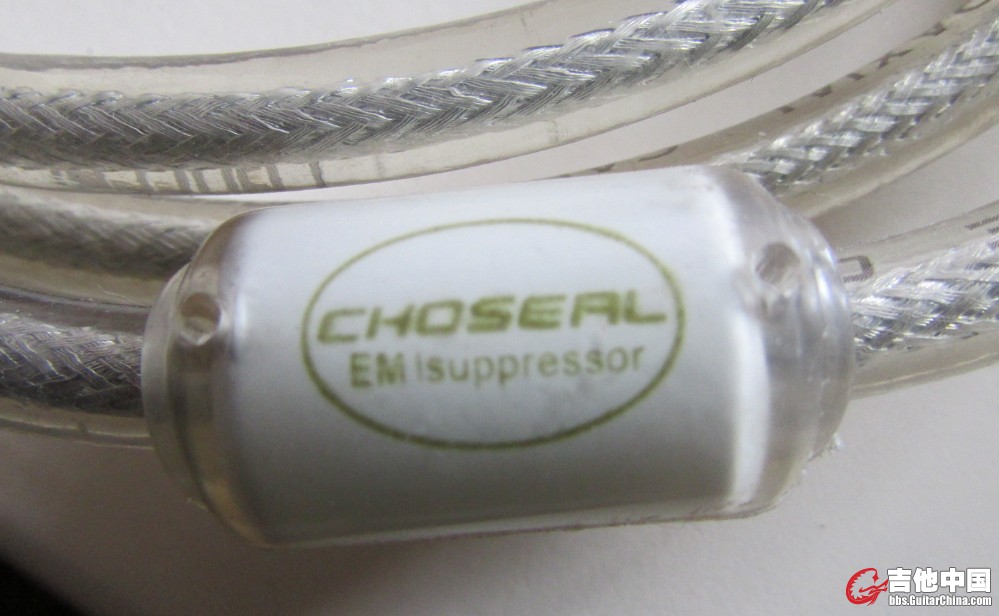 CHOSEAL
EMIsuppressor
吉他中国
bbs.GuitarChina.com